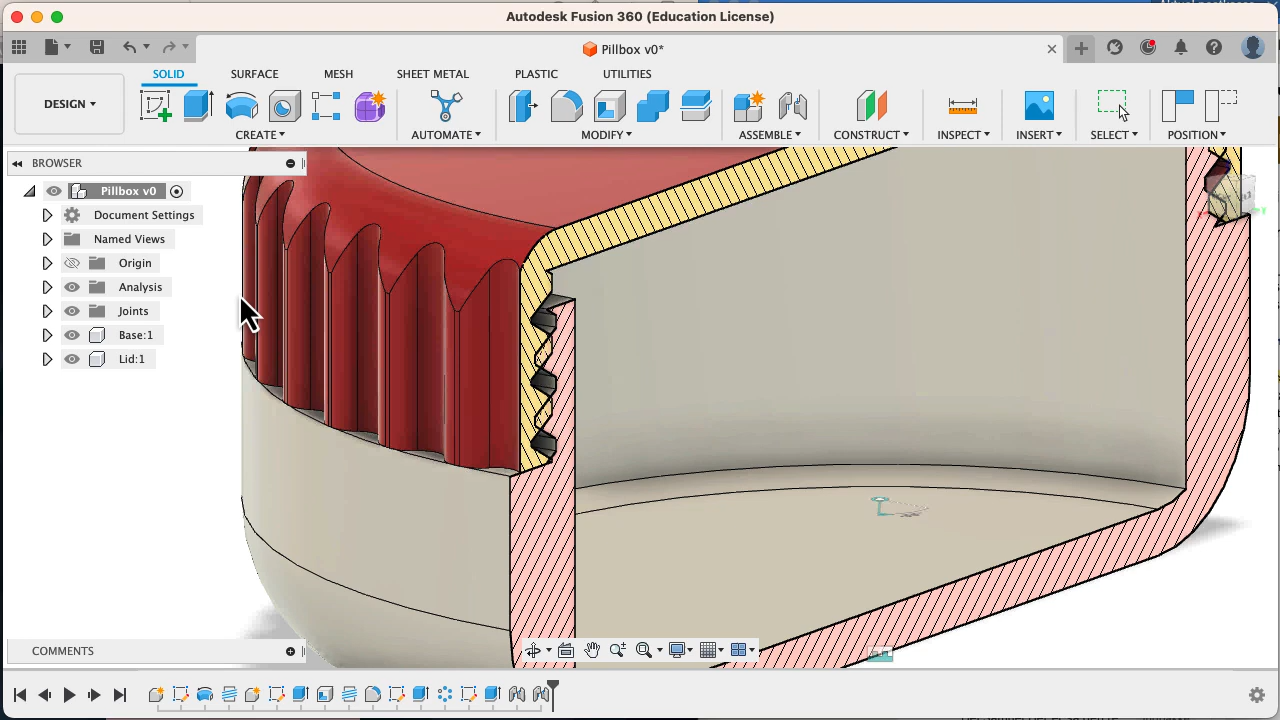 Autodesk Fusion 360 (Education License)
Pillbox v0*
SOLID SURFACE MESH SHEET METAL PLASTIC UTILITIES
DESIGN
CREATE AUTOMATE MODIFY ASSEMBLE CONSTRUCT INSPECT INSERT SELECT POSITION
BROWSER
Pillbox v0
Document Settings
Named Views
Origin
Analysis
Joints
Base:1
Lid:1
COMMENTS